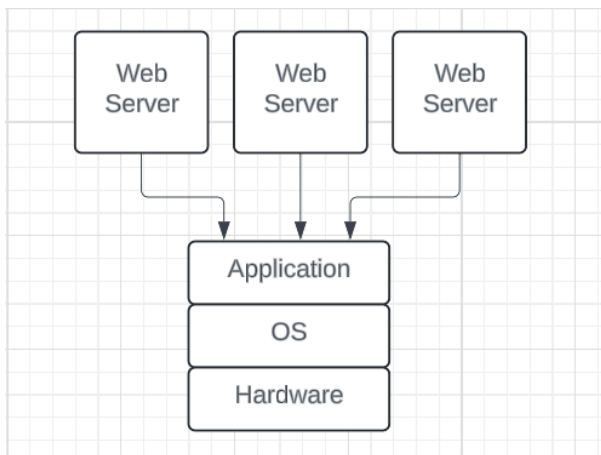 Web
Server
Web
Server
Web
Server
Application
OS
Hardware